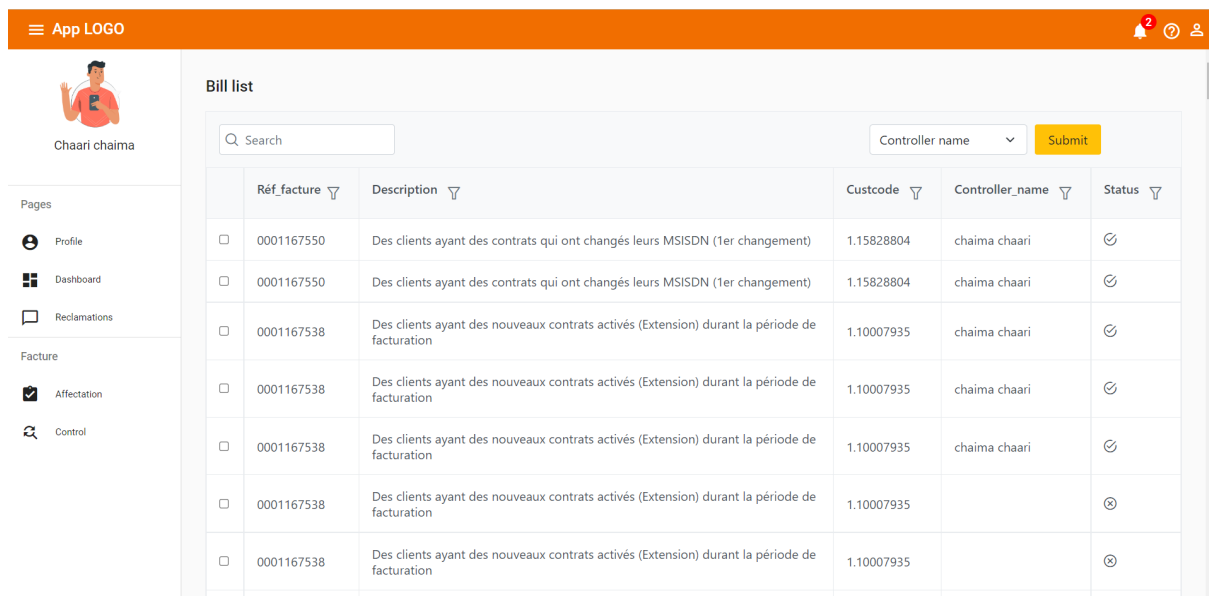 App LOGO
2
Chaari chaima
Pages
Profile
Dashboard
Reclamations
Facture
Affectation
Control
Bill list
Search
Controller name
Submit
Réf_facture Description Custcode Controller_name Status
0001167550 Des clients ayant des contrats qui ont changés leurs MSISDN (1er changement) 1.15828804 chaima chaari
0001167550 Des clients ayant des contrats qui ont changés leurs MSISDN (1er changement) 1.15828804 chaima chaari
0001167538 Des clients ayant des nouveaux contrats activés (Extension) durant la période de
facturation 1.10007935 chaima chaari
0001167538 Des clients ayant des nouveaux contrats activés (Extension) durant la période de
facturation 1.10007935 chaima chaari
0001167538 Des clients ayant des nouveaux contrats activés (Extension) durant la période de
facturation 1.10007935 chaima chaari
0001167538 Des clients ayant des nouveaux contrats activés (Extension) durant la période de
facturation 1.10007935
0001167538 Des clients ayant des nouveaux contrats activés (Extension) durant la période de
facturation 1.10007935